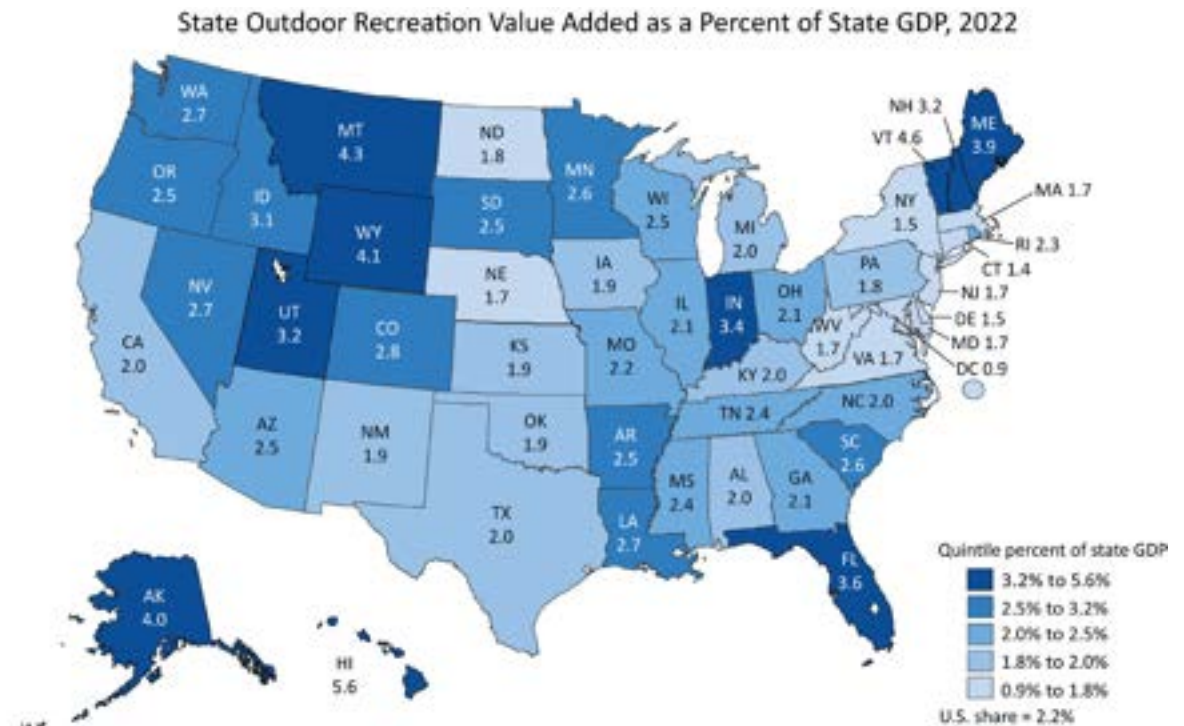 State Outdoor Recreation Value Added as a Percent of State GDP, 2022
WA
2.7
OR
2.5
ID
3.1
MT
4.3
ND
1.8
MN
2.6
SD
2.5
WY
4.1
WI
2.5
MI
2.0
NH 3.2
VT 4.6
ME
3.9
NY
1.5
MA 1.7
RI 2.3
CT 1.4
NJ 1.7
DE 1.5
MD 1.7
DC 0.9
PA
1.8
NV
2.7
UT
3.2
CO
2.8
NE
1.7
IA
1.9
IL
2.1
IN
3.4
OH
2.1
WV
1.7
VA 1.7
CA
2.0
KS
1.9
MO
2.2
KY 2.0
NC 2.0
TN 2.4
AZ
2.5
NM
1.9
OK
1.9
AR
2.5
SC
2.6
MS
2.4
AL
2.0
GA
2.1
TX
2.0
LA
2.7
FL
3.6
AK
4.0
HI
5.6
Quintile percent of state GDP
3.2% to 5.6%
2.5% to 3.2%
2.0% to 2.5%
1.8% to 2.0%
0.9% to 1.8%
U.S. share = 2.2%